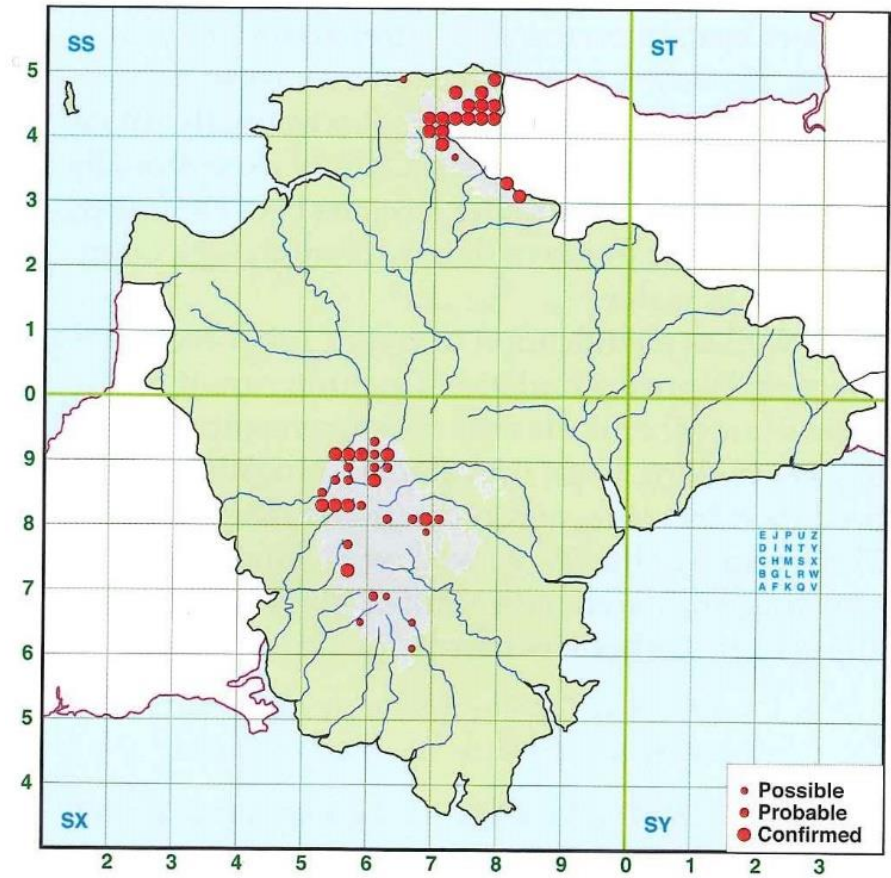 SS
ST
5
4
3
2
1
0
9
8
7
6
5
4
E J P U Z
D I N T Y
C H M S X
B G L R W
A F K Q V
SX
SY
Possible
Probable
Confirmed
2 3 4 5 6 7 8 9 0 1 2 3